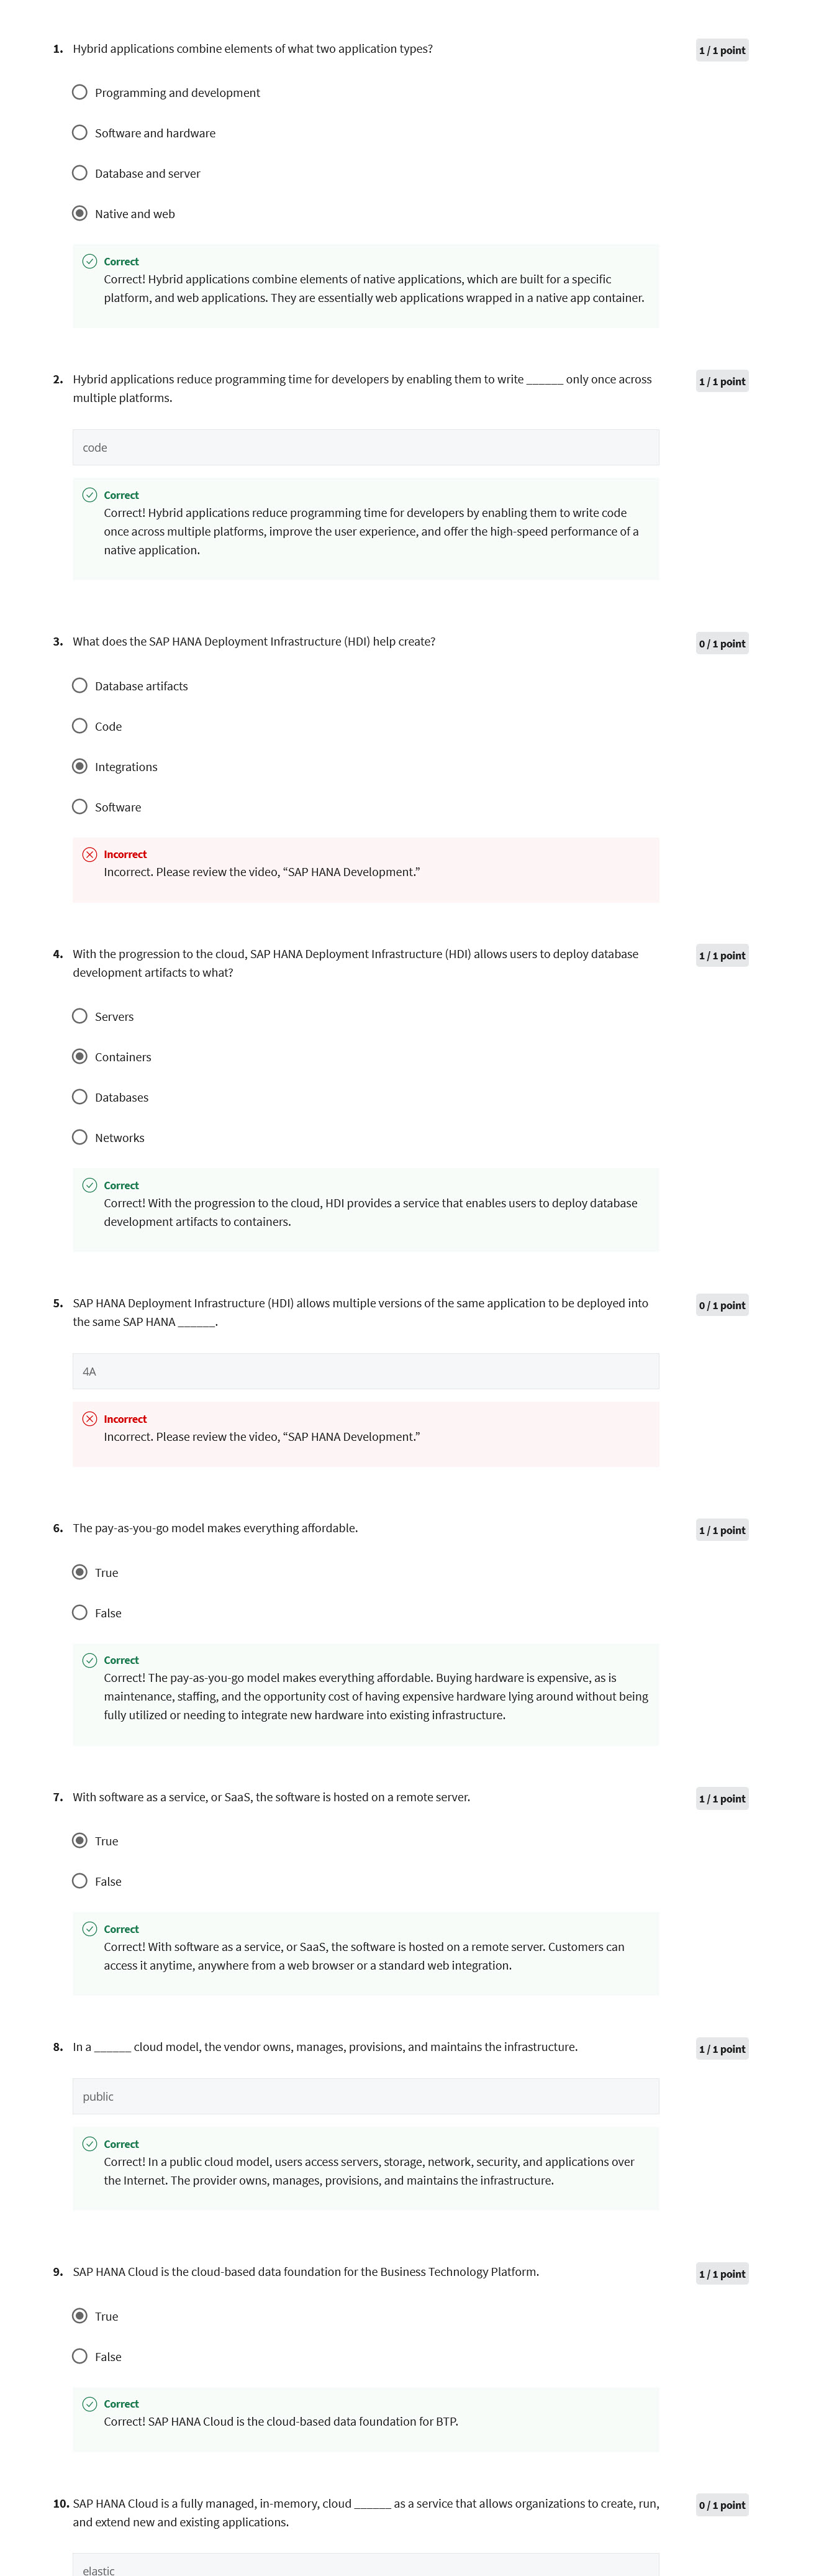 1. Hybrid applications combine elements of what two application types?
1 / 1 point
Programming and development
Software and hardware
Database and server
Native and web
Correct
Correct! Hybrid applications combine elements of native applications, which are built for a specific
platform, and web applications. They are essentially web applications wrapped in a native app container.
2. Hybrid applications reduce programming time for developers by enabling them to write ______ only once across
multiple platforms.
1 / 1 point
code
Correct
Correct! Hybrid applications reduce programming time for developers by enabling them to write code
once across multiple platforms, improve the user experience, and offer the high-speed performance of a
native application.
3. What does the SAP HANA Deployment Infrastructure (HDI) help create?
0 / 1 point
Database artifacts
Code
Integrations
Software
Incorrect
Incorrect. Please review the video, “SAP HANA Development.”
4. With the progression to the cloud, SAP HANA Deployment Infrastructure (HDI) allows users to deploy database
development artifacts to what?
1 / 1 point
Servers
Containers
Databases
Networks
Correct
Correct! With the progression to the cloud, HDI provides a service that enables users to deploy database
development artifacts to containers.
5. SAP HANA Deployment Infrastructure (HDI) allows multiple versions of the same application to be deployed into
the same SAP HANA ______.
0 / 1 point
4A
Incorrect
Incorrect. Please review the video, “SAP HANA Development.”
6. The pay-as-you-go model makes everything affordable.
1 / 1 point
True
False
Correct
Correct! The pay-as-you-go model makes everything affordable. Buying hardware is expensive, as is
maintenance, staffing, and the opportunity cost of having expensive hardware lying around without being
fully utilized or needing to integrate new hardware into existing infrastructure.
7. With software as a service, or SaaS, the software is hosted on a remote server.
1 / 1 point
True
False
Correct
Correct! With software as a service, or SaaS, the software is hosted on a remote server. Customers can
access it anytime, anywhere from a web browser or a standard web integration.
8. In a ______ cloud model, the vendor owns, manages, provisions, and maintains the infrastructure.
1 / 1 point
public
Correct
Correct! In a public cloud model, users access servers, storage, network, security, and applications over
the Internet. The provider owns, manages, provisions, and maintains the infrastructure.
9. SAP HANA Cloud is the cloud-based data foundation for the Business Technology Platform.
1 / 1 point
True
False
Correct
Correct! SAP HANA Cloud is the cloud-based data foundation for BTP.
10. SAP HANA Cloud is a fully managed, in-memory, cloud ______ as a service that allows organizations to create, run,
and extend new and existing applications.
0 / 1 point
elastic